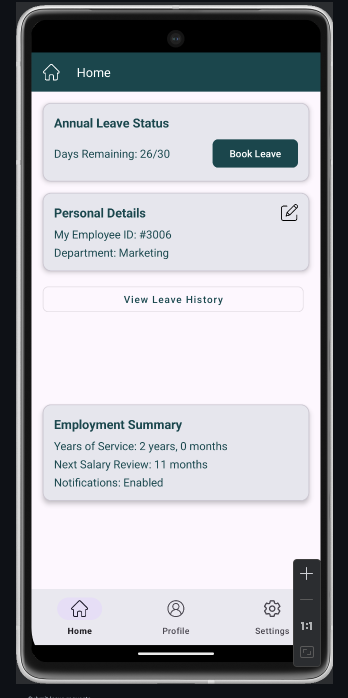 Home
Annual Leave Status
Days Remaining: 26/30
Book Leave
Personal Details
My Employee ID: #3006
Department: Marketing
View Leave History
Employment Summary
Years of Service: 2 years, 0 months
Next Salary Review: 11 months
Notifications: Enabled
Home
Profile
Settings
1:1